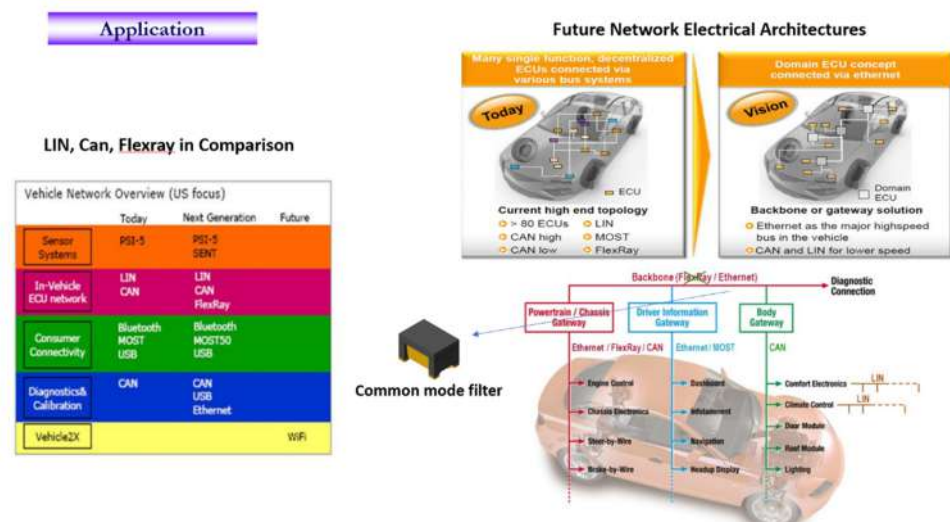 Application
Future Network Electrical Architectures
Many single function, decentralized
ECUs connected via
various bus systems
Today
ECU
Current high end topology
> 80 ECUs
LIN
CAN high
MOST
CAN low
FlexRay
Domain ECU concept
connected via ethernet
Vision
Domain
ECU
Backbone or gateway solution
Ethernet as the major highspeed
bus in the vehicle
CAN and LIN for lower speed
LIN, Can, Flexray in Comparison
Vehicle Network Overview (US focus)
Today Next Generation Future
Sensor
Systems
PSI-5
PSI-5
SENT
In-Vehicle
ECU network
LIN
CAN
LIN
CAN
FlexRay
Consumer
Connectivity
Bluetooth
MOST
USB
Bluetooth
MOST50
USB
Diagnostics&
Calibration
CAN
CAN
USB
Ethernet
Vehicle2X
WiFi
Common mode filter
Backbone (FlexRay / Ethernet)
Diagnostic
Connection
Powertrain / Chassis
Gateway
Driver Information
Gateway
Body
Gateway
Ethernet / FlexRay / CAN
Ethernet / MOST
CAN
Engine Control
Chassis Electronics
Steer-by-Wire
Brake-by-Wire
Dashboard
Infotainment
Navigation
Headup Display
Comfort Electronics
LIN
Climate Control
LIN
Door Module
Roof Module
Lighting